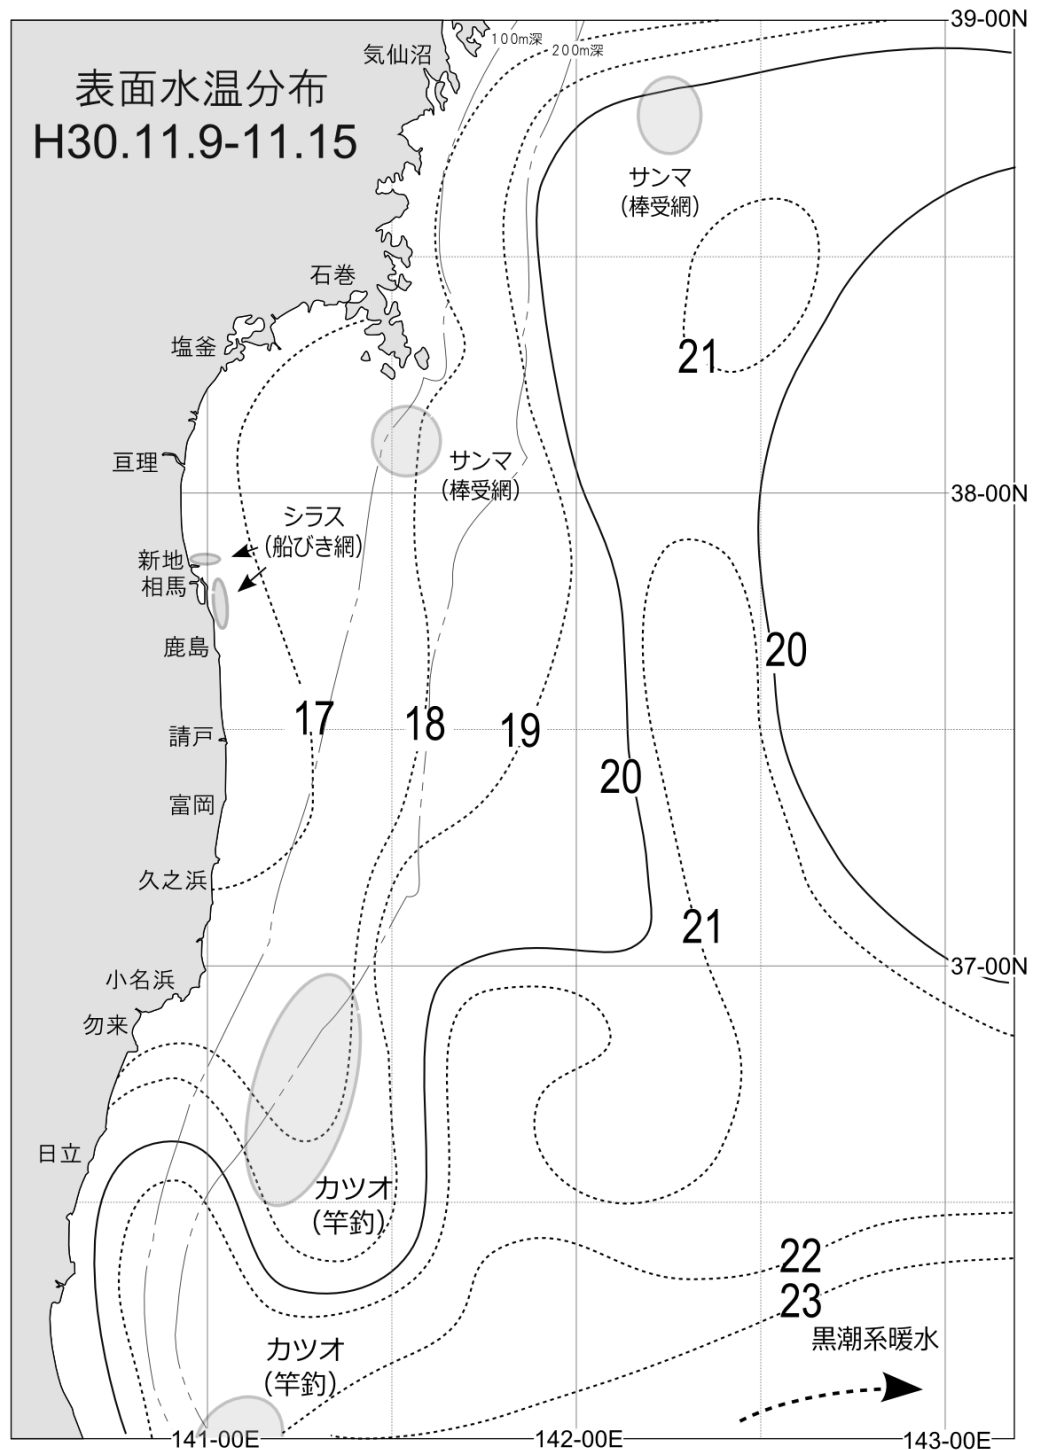 39-00N
100m深
200m深
気仙沼
表面水温分布
H30.11.9-11.15
サンマ
(棒受網)
石巻
塩釜
21
亘理
サンマ
(棒受網)
38-00N
シラス
(船びき網)
新地
相馬
鹿島
20
17
18
19
請戸
20
富岡
久之浜
21
37-00N
小名浜
勿来
日立
カツオ
(竿釣)
22
23
黒潮系暖水
カツオ
(竿釣)
141-00E
142-00E
143-00E